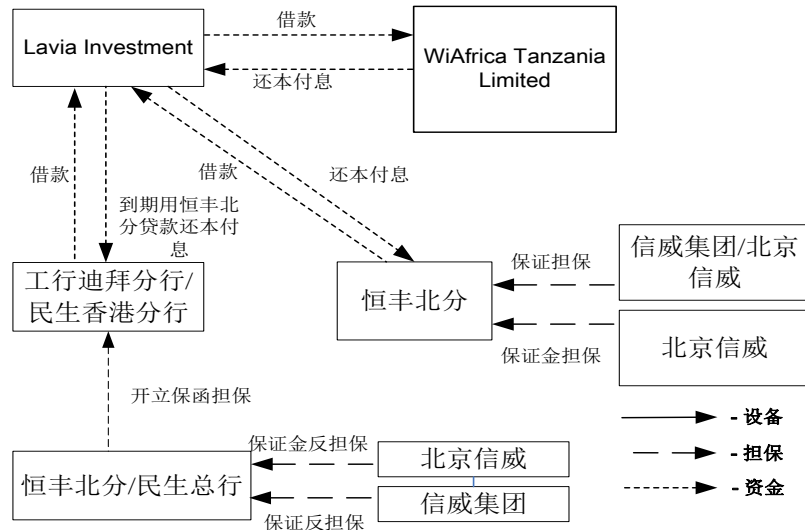 借款
Lavia Investment
WiAfrica Tanzania
Limited
还本付息
借款
借款
还本付息
到期用恒丰北
分贷款还本付
息
工行迪拜分行/
民生香港分行
恒丰北分
保证担保
信威集团/北京
信威
保证金担保
北京信威
开立保函担保
恒丰北分/民生总行
保证金反担保
北京信威
保证反担保
信威集团
- 设备
- 担保
- 资金